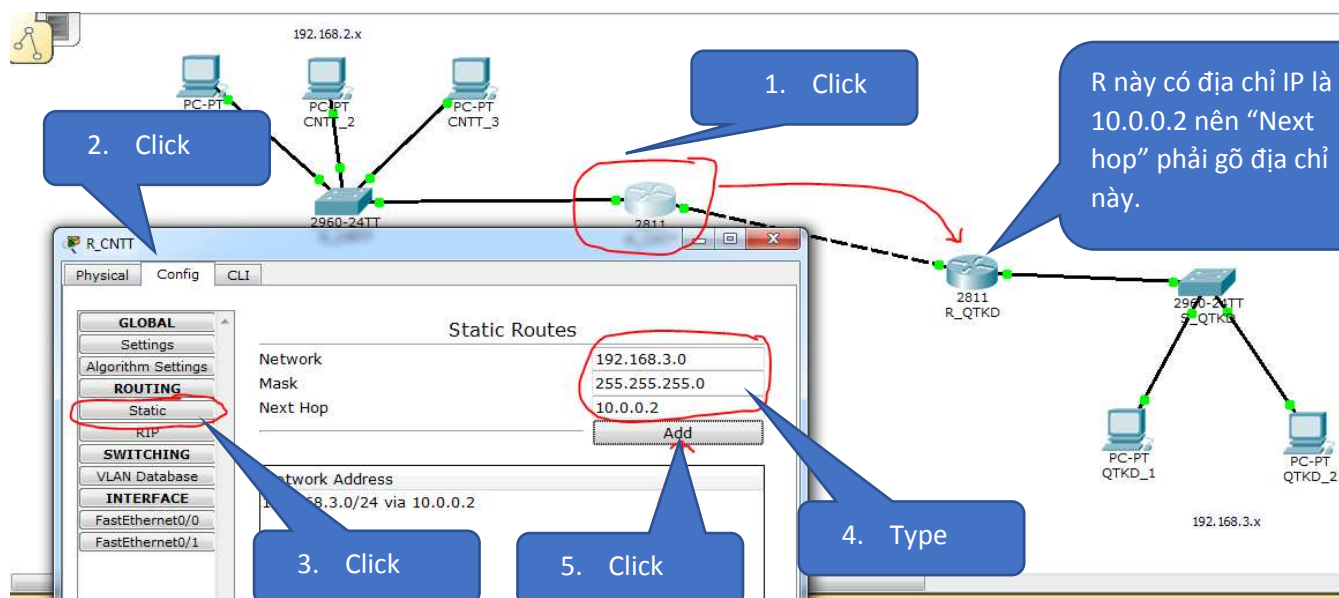 192.168.2.x
PC-PT
PC-PT
CNTT_2
PC-PT
CNTT_3
1. Click
R này có địa chỉ IP là
10.0.0.2 nên “Next
hop” phải gõ địa chỉ
này.
2. Click
2960-24TT
2811
2811
R_QTKD
2960-24TT
S_QTKD
PC-PT
QTKD_1
PC-PT
QTKD_2
192.168.3.x
R_CNTT
Physical Config CLI
GLOBAL
Settings
Algorithm Settings
ROUTING
Static
RIP
SWITCHING
VLAN Database
INTERFACE
FastEthernet0/0
FastEthernet0/1
Static Routes
Network 192.168.3.0
Mask 255.255.255.0
Next Hop 10.0.0.2
Add
Address
8.3.0/24 via 10.0.0.2
3. Click
5. Click
4. Type